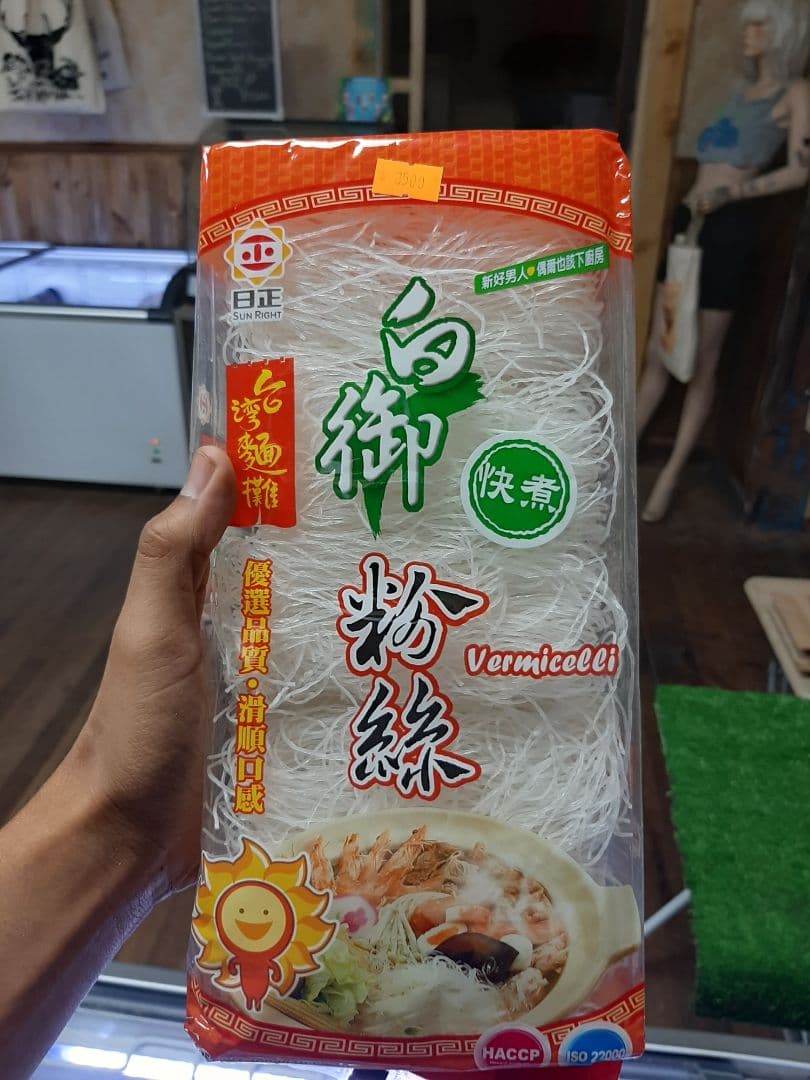 3900
日正
SUN RIGHT
新好男人•偶爾也該下廚房
台灣麵攤
白御
快煮
粉絲
Vermicelli
優選品質•滑順口感
HACCP
ISO 22000